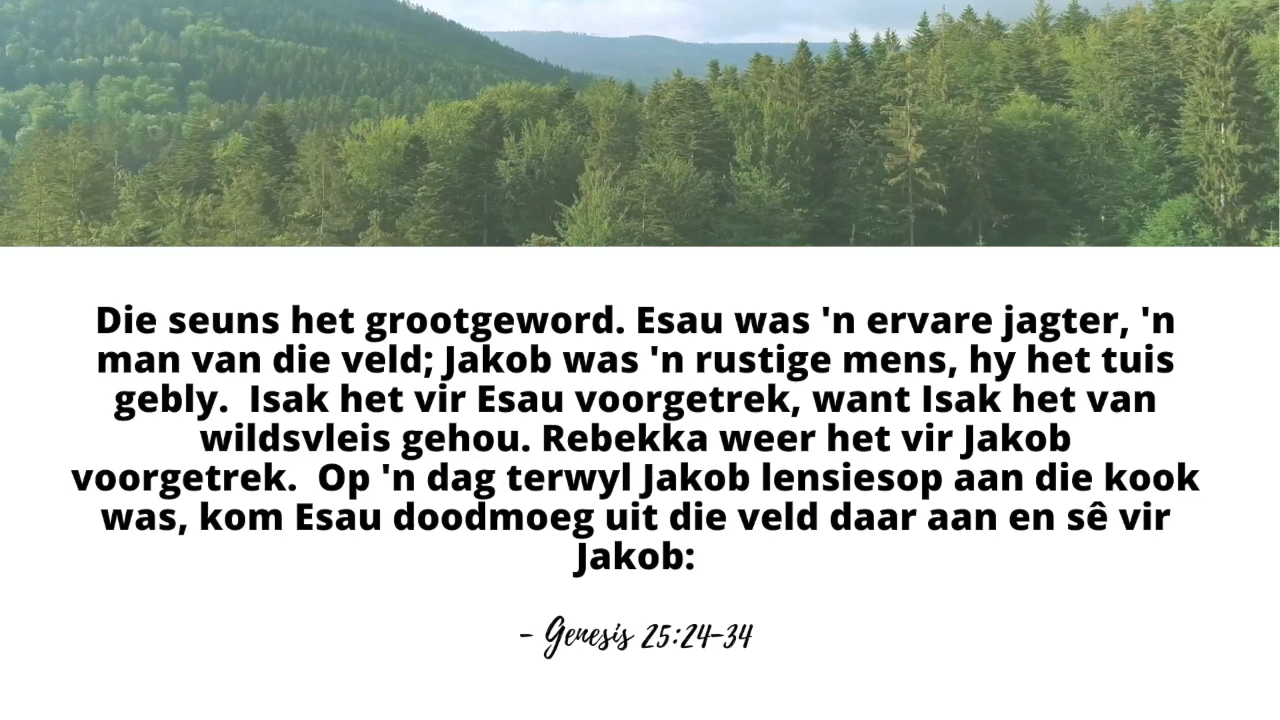 Die seuns het grootgeword. Esau was 'n ervare jagter, 'n
man van die veld; Jakob was 'n rustige mens, hy het tuis
gebly.  Isak het vir Esau voorgetrek, want Isak het van
wildsvleis gehou. Rebekka weer het vir Jakob
voorgetrek.  Op 'n dag terwyl Jakob lensiesop aan die kook
was, kom Esau doodmoeg uit die veld daar aan en sê vir
Jakob:
- Genesis 25:24-34